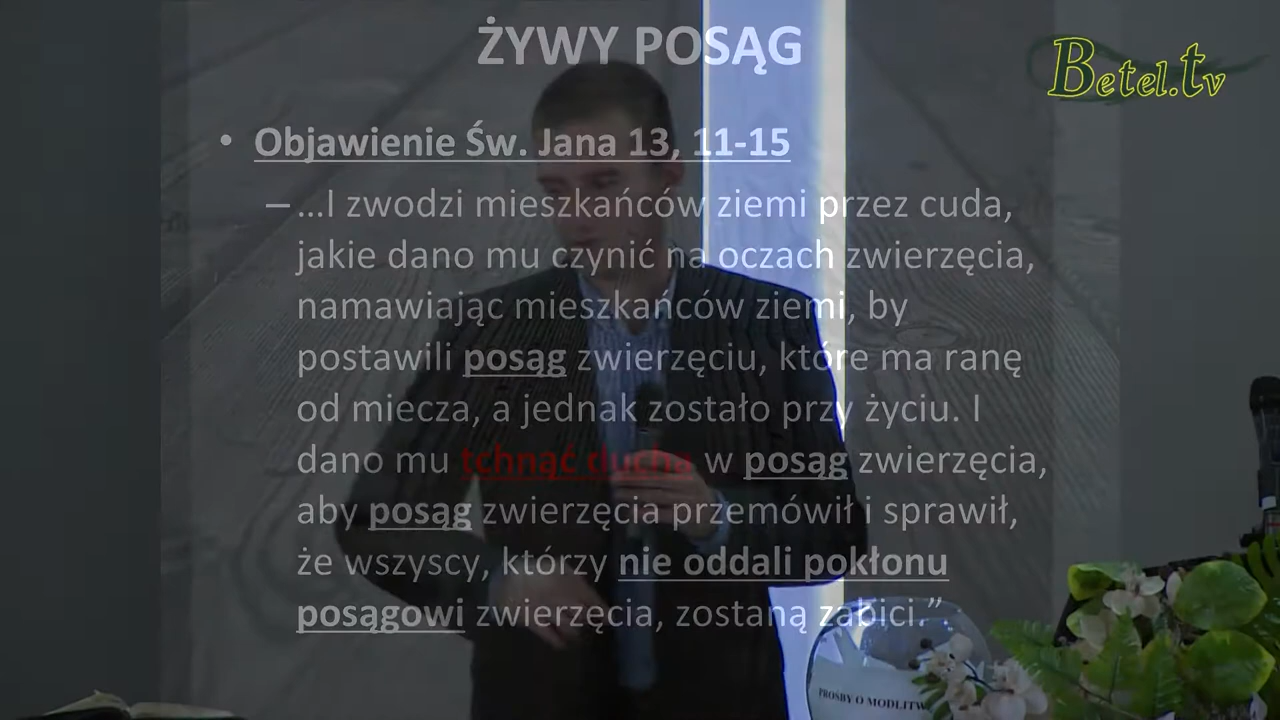 ŻYWY POSĄG
Betel.tv
• Objawienie Św. Jana 13, 11-15
– ...I zwodzi mieszkańców ziemi przez cuda,
jakie dano mu czynić na oczach zwierzęcia,
namawiając mieszkańców ziemi, by
postawili posąg zwierzęciu, które ma ranę
od miecza, a jednak zostało przy życiu. I
dano mu tchnąć ducha w posąg zwierzęcia,
aby posąg zwierzęcia przemówił i sprawił,
że wszyscy, którzy nie oddali pokłonu
posągowi zwierzęcia, zostaną zabici.”
PROŚBY O MODLITW